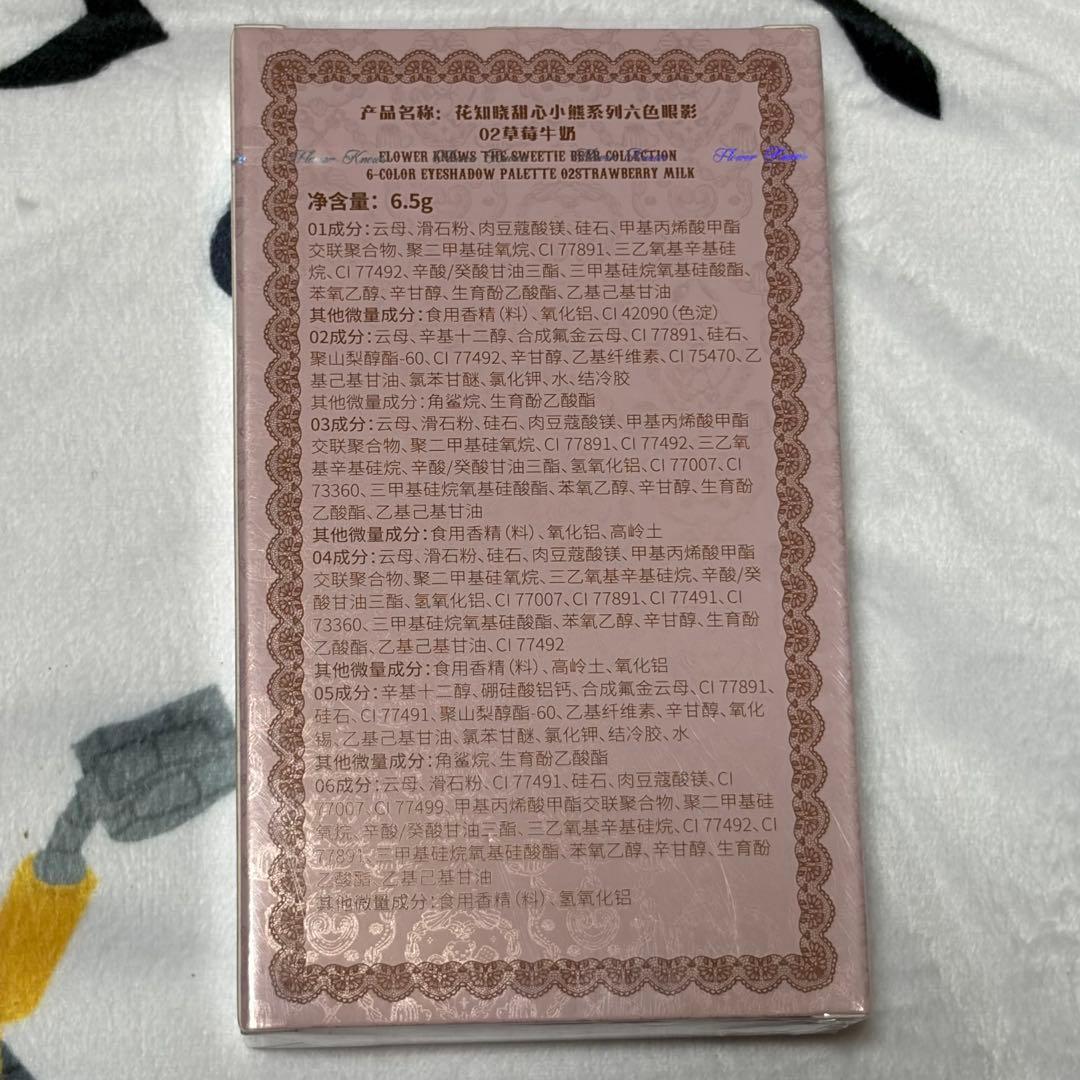 产品名称：花知晓甜心小熊系列六色眼影
02草莓牛奶
Flower Knows Flower Knows
FLOWER KNOWS THE SWEETIE BEAR COLLECTION
6-COLOR EYESHADOW PALETTE 02STRAWBERRY MILK
净含量：6.5g
01成分：云母、滑石粉、肉豆蔻酸镁、硅石、甲基丙烯酸甲酯
交联聚合物、聚二甲基硅氧烷、CI 77891、三乙氧基辛基硅
烷、CI 77492、辛酸/癸酸甘油三酯、三甲基硅烷氧基硅酸酯、
苯氧乙醇、辛甘醇、生育酚乙酸酯、乙基己基甘油
其他微量成分：食用香精（料）、氧化铝、CI 42090（色淀）
02成分：云母、辛基十二醇、合成氟金云母、CI 77891、硅石、
聚山梨醇酯-60、CI 77492、辛甘醇、乙基纤维素、CI 75470、乙
基己基甘油、氯苯甘醚、氯化钾、水、结冷胶
其他微量成分：角鲨烷、生育酚乙酸酯
03成分：云母、滑石粉、硅石、肉豆蔻酸镁、甲基丙烯酸甲酯
交联聚合物、聚二甲基硅氧烷、CI 77891、CI 77492、三乙氧
基辛基硅烷、辛酸/癸酸甘油三酯、氢氧化铝、CI 77007、CI
73360、三甲基硅烷氧基硅酸酯、苯氧乙醇、辛甘醇、生育酚
乙酸酯、乙基己基甘油
其他微量成分：食用香精（料）、氧化铝、高岭土
04成分：云母、滑石粉、硅石、肉豆蔻酸镁、甲基丙烯酸甲酯
交联聚合物、聚二甲基硅氧烷、三乙氧基辛基硅烷、辛酸/癸
酸甘油三酯、氢氧化铝、CI 77007、CI 77891、CI 77491、CI
73360、三甲基硅烷氧基硅酸酯、苯氧乙醇、辛甘醇、生育酚
乙酸酯、乙基己基甘油、CI 77492
其他微量成分：食用香精（料）、高岭土、氧化铝
05成分：辛基十二醇、硼硅酸铝钙、合成氟金云母、CI 77891、
硅石、CI 77491、聚山梨醇酯-60、乙基纤维素、辛甘醇、氧化
锡、乙基己基甘油、氯苯甘醚、氯化钾、结冷胶、水
其他微量成分：角鲨烷、生育酚乙酸酯
06成分：云母、滑石粉、CI 77491、硅石、肉豆蔻酸镁、CI
77007、CI 77499、甲基丙烯酸甲酯交联聚合物、聚二甲基硅
氧烷、辛酸/癸酸甘油三酯、三乙氧基辛基硅烷、CI 77492、CI
77891、三甲基硅烷氧基硅酸酯、苯氧乙醇、辛甘醇、生育酚
乙酸酯、乙基己基甘油
其他微量成分：食用香精（料）、氢氧化铝